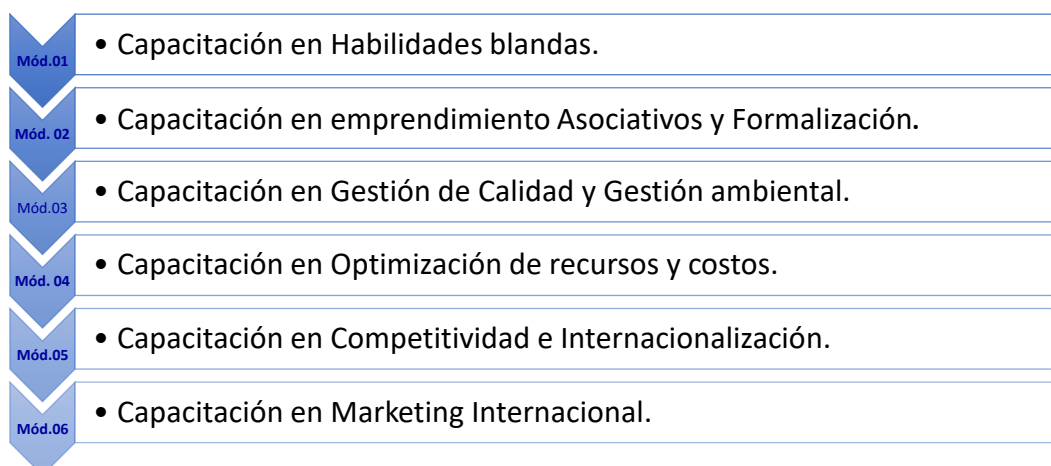 Mód.01
• Capacitación en Habilidades blandas.
Mód. 02
• Capacitación en emprendimiento Asociativos y Formalización.
Mód.03
• Capacitación en Gestión de Calidad y Gestión ambiental.
Mód. 04
• Capacitación en Optimización de recursos y costos.
Mód.05
• Capacitación en Competitividad e Internacionalización.
Mód.06
• Capacitación en Marketing Internacional.